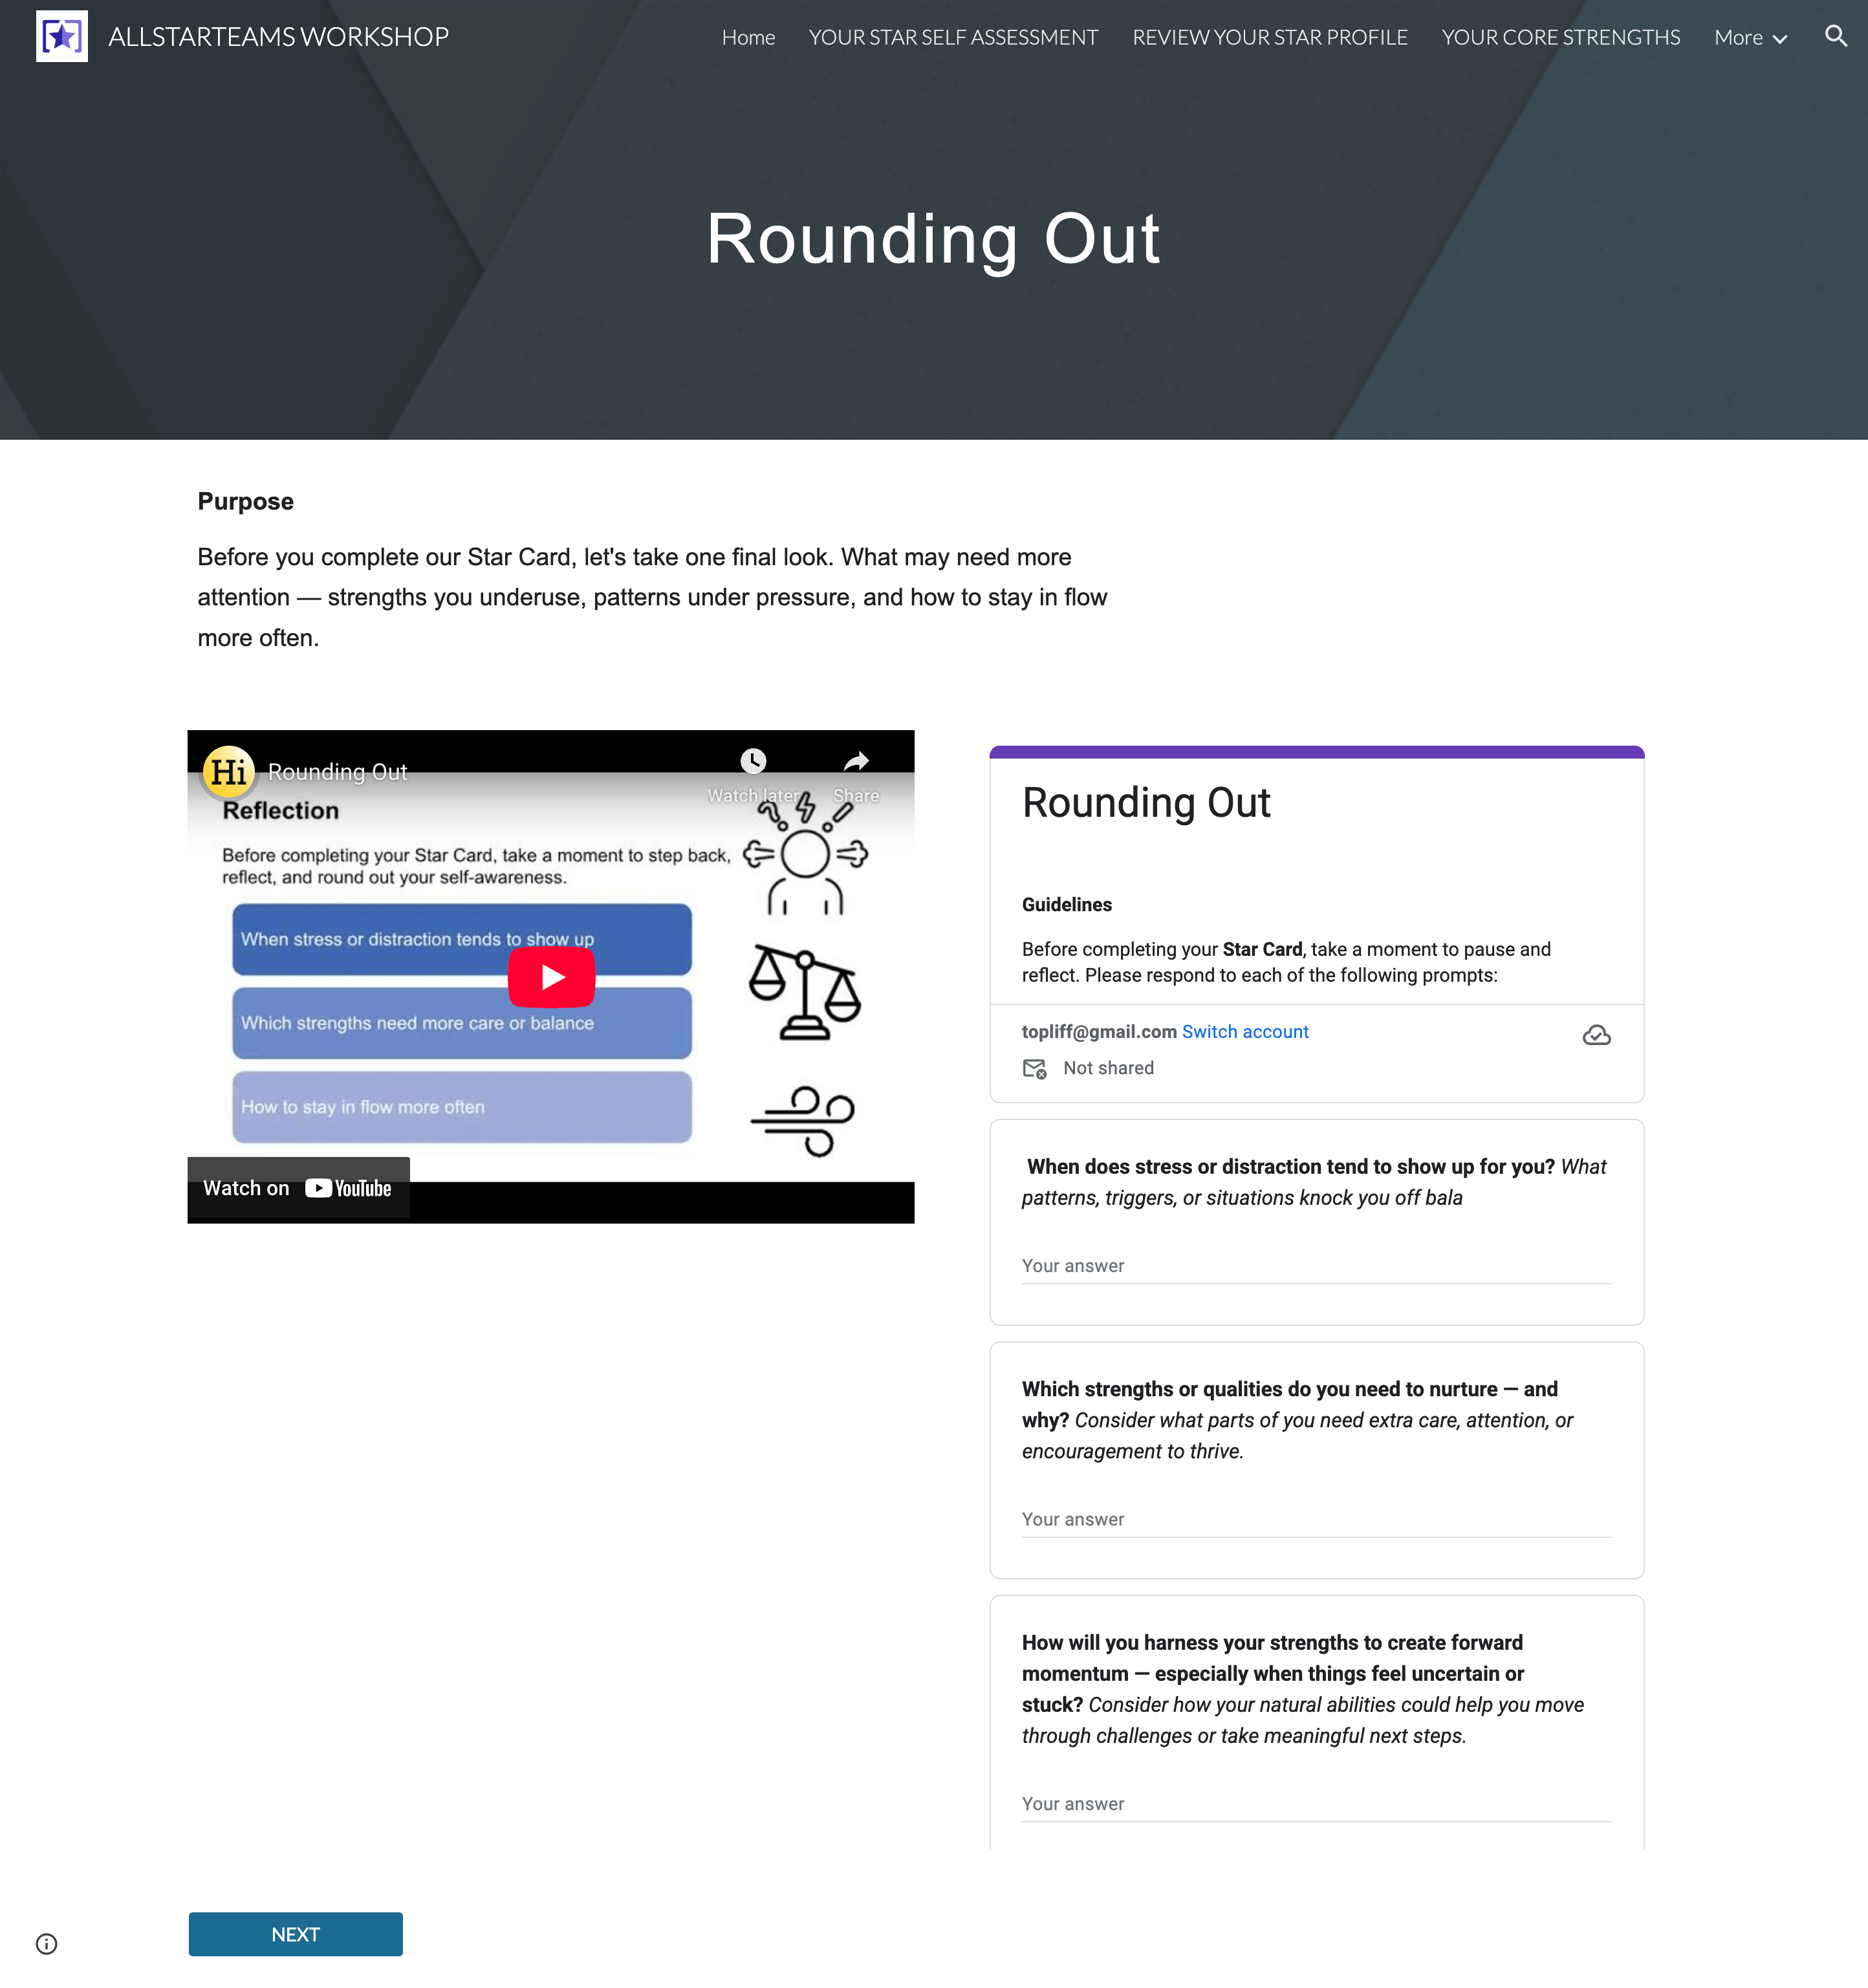 ALLSTARTEAMS WORKSHOP
Home YOUR STAR SELF ASSESSMENT REVIEW YOUR STAR PROFILE YOUR CORE STRENGTHS More
Rounding Out
Purpose
Before you complete our Star Card, let's take one final look. What may need more
attention — strengths you underuse, patterns under pressure, and how to stay in flow
more often.
Hi Rounding Out
Watch later Share
Reflection
Before completing your Star Card, take a moment to step back,
reflect, and round out your self-awareness.
When stress or distraction tends to show up
Which strengths need more care or balance
How to stay in flow more often
Watch on YouTube
Rounding Out
Guidelines
Before completing your Star Card, take a moment to pause and
reflect. Please respond to each of the following prompts:
topliff@gmail.com Switch account
Not shared
When does stress or distraction tend to show up for you? What
patterns, triggers, or situations knock you off bala
Your answer
Which strengths or qualities do you need to nurture — and
why? Consider what parts of you need extra care, attention, or
encouragement to thrive.
Your answer
How will you harness your strengths to create forward
momentum — especially when things feel uncertain or
stuck? Consider how your natural abilities could help you move
through challenges or take meaningful next steps.
Your answer
NEXT